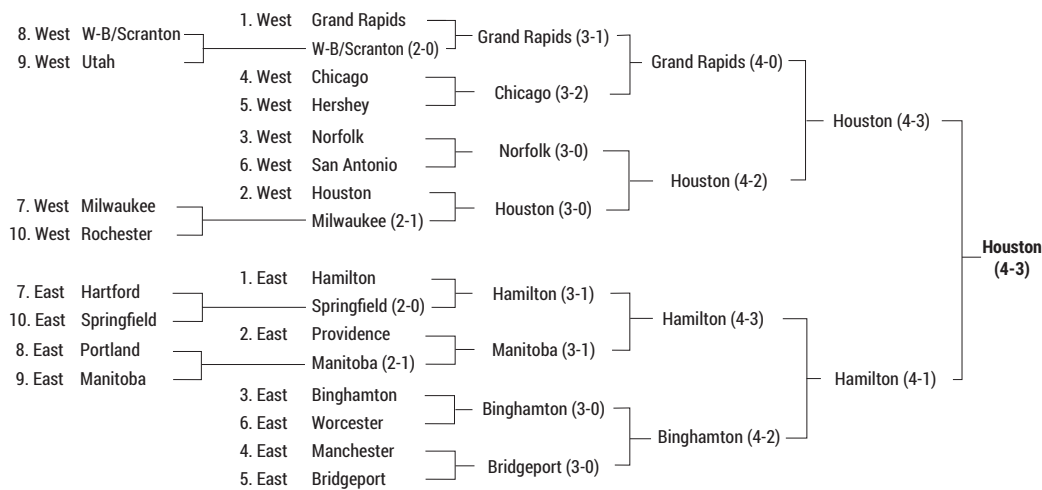 1. West Grand Rapids
8. West W-B/Scranton
W-B/Scranton (2-0)
Grand Rapids (3-1)
9. West Utah
Grand Rapids (4-0)
4. West Chicago
Chicago (3-2)
5. West Hershey
Houston (4-3)
3. West Norfolk
Norfolk (3-0)
6. West San Antonio
Houston (4-2)
2. West Houston
7. West Milwaukee
Houston (3-0)
Milwaukee (2-1)
10. West Rochester
Houston
(4-3)
1. East Hamilton
7. East Hartford
Hamilton (3-1)
Springfield (2-0)
10. East Springfield
Hamilton (4-3)
2. East Providence
8. East Portland
Manitoba (3-1)
Manitoba (2-1)
9. East Manitoba
Hamilton (4-1)
3. East Binghamton
Binghamton (3-0)
6. East Worcester
Binghamton (4-2)
4. East Manchester
Bridgeport (3-0)
5. East Bridgeport